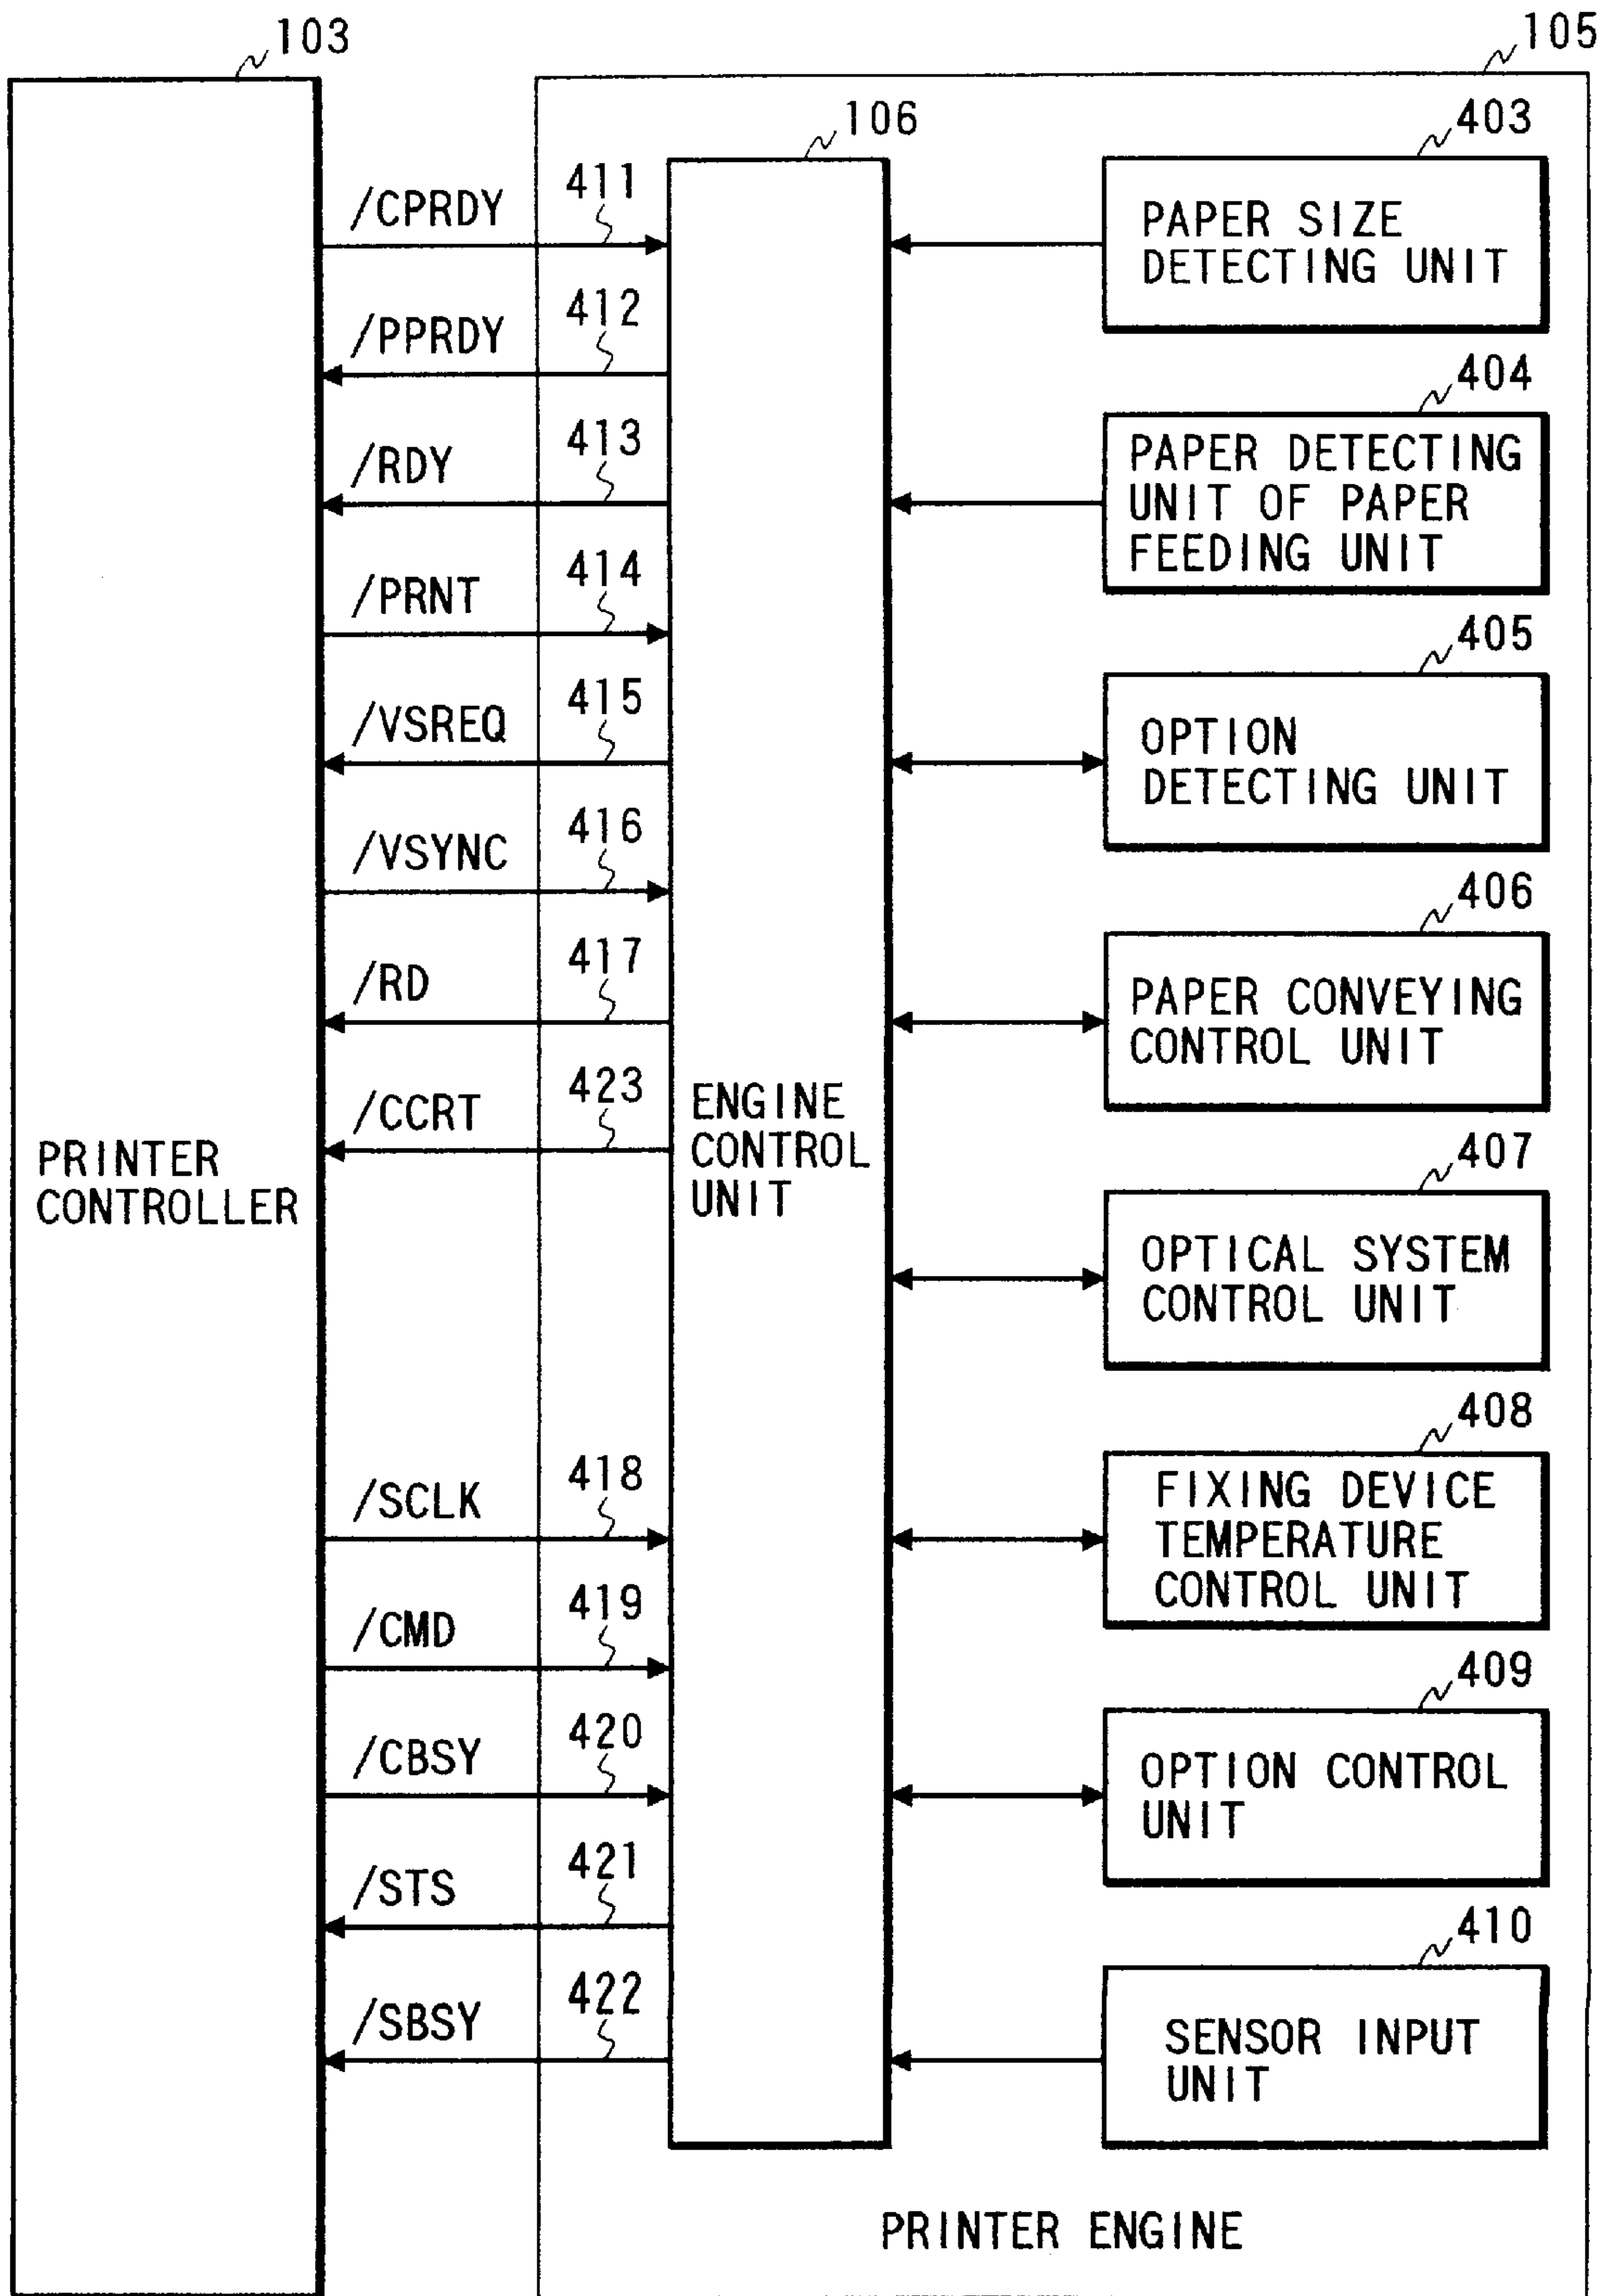 103
105
106
403
/CPRDY
411
PAPER SIZE
DETECTING UNIT
/PPRDY
412
404
/RDY
413
PAPER DETECTING
UNIT OF PAPER
FEEDING UNIT
/PRNT
414
405
/VSREQ
415
OPTION
DETECTING UNIT
/VSYNC
416
406
/RD
417
PAPER CONVEYING
CONTROL UNIT
/CCRT
423
PRINTER
CONTROLLER
ENGINE
CONTROL
UNIT
407
OPTICAL SYSTEM
CONTROL UNIT
408
/SCLK
418
FIXING DEVICE
TEMPERATURE
CONTROL UNIT
/CMD
419
409
/CBSY
420
OPTION CONTROL
UNIT
/STS
421
410
/SBSY
422
SENSOR INPUT
UNIT
PRINTER ENGINE